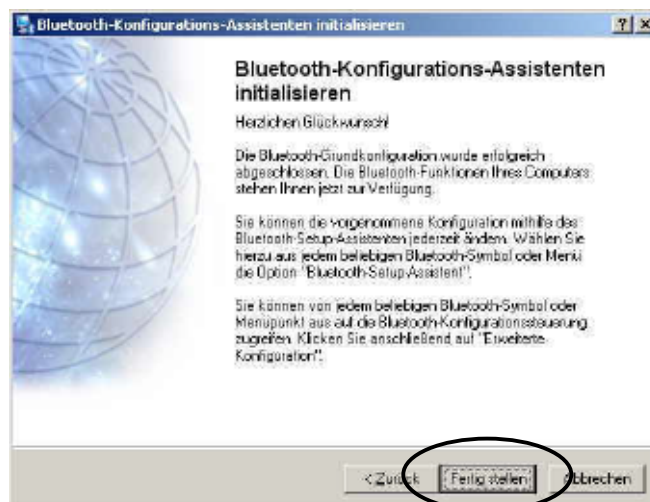 Bluetooth-Konfigurations-Assistenten initialisieren
Bluetooth-Konfigurations-Assistenten
initialisieren
Herzlichen Glückwunsch!
Die Bluetooth-Grundkonfiguration wurde erfolgreich
abgeschlossen. Die Bluetooth-Funktionen Ihres Computers
stehen Ihnen jetzt zur Verfügung.
Sie können die vorgenommene Konfiguration mithilfe des
Bluetooth-Setup-Assistenten jederzeit ändern. Wählen Sie
hierzu aus jedem beliebigen Bluetooth-Symbol oder Menü
die Option "Bluetooth-Setup-Assistent".
Sie können von jedem beliebigen Bluetooth-Symbol oder
Menüpunkt aus auf die Bluetooth-Konfigurationssteuerung
zugreifen. Klicken Sie anschließend auf "Erweiterte
Konfiguration".
< Zurück Fertig stellen Abbrechen